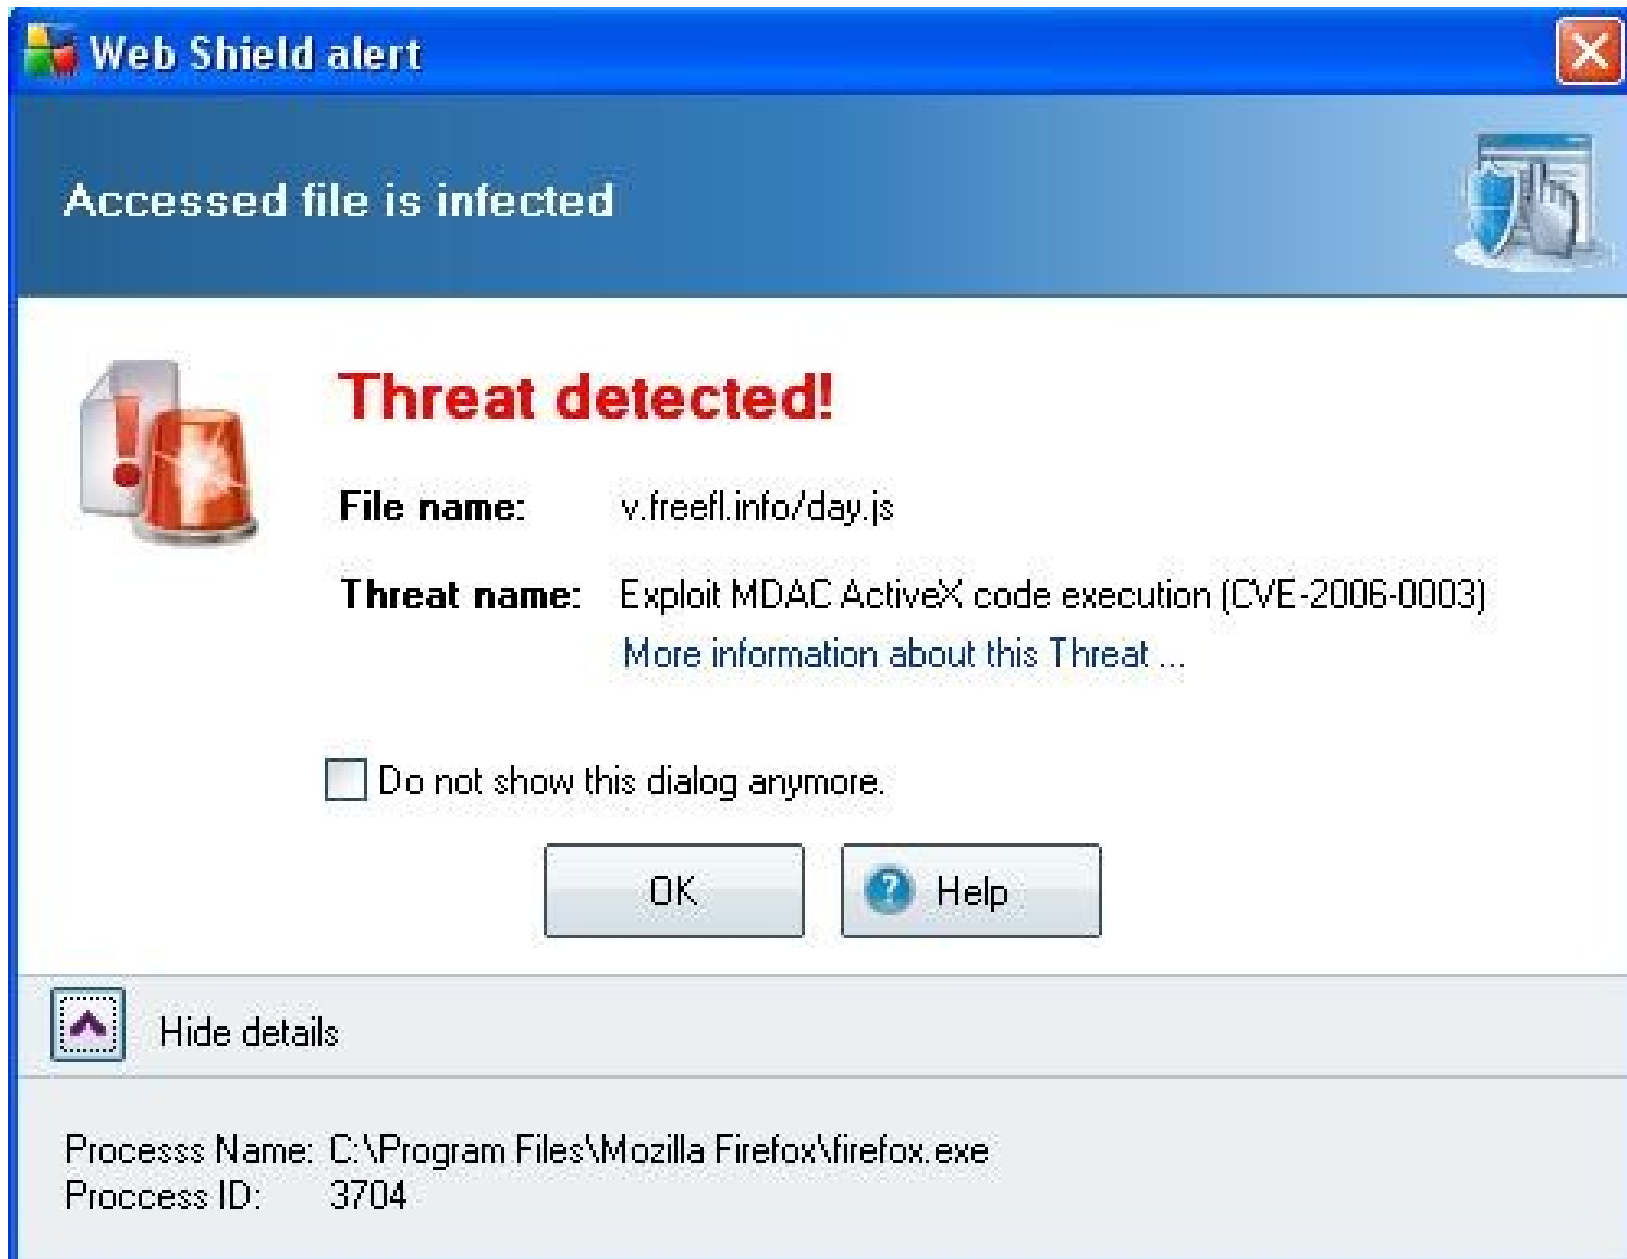 Web Shield alert
Accessed file is infected
Threat detected!
File name: v.freefl.info/day.js
Threat name: Exploit MDAC ActiveX code execution (CVE-2006-0003)
More information about this Threat ...
Do not show this dialog anymore.
OK
? Help
Hide details
Processs Name: C:\Program Files\Mozilla Firefox\firefox.exe
Proccess ID: 3704